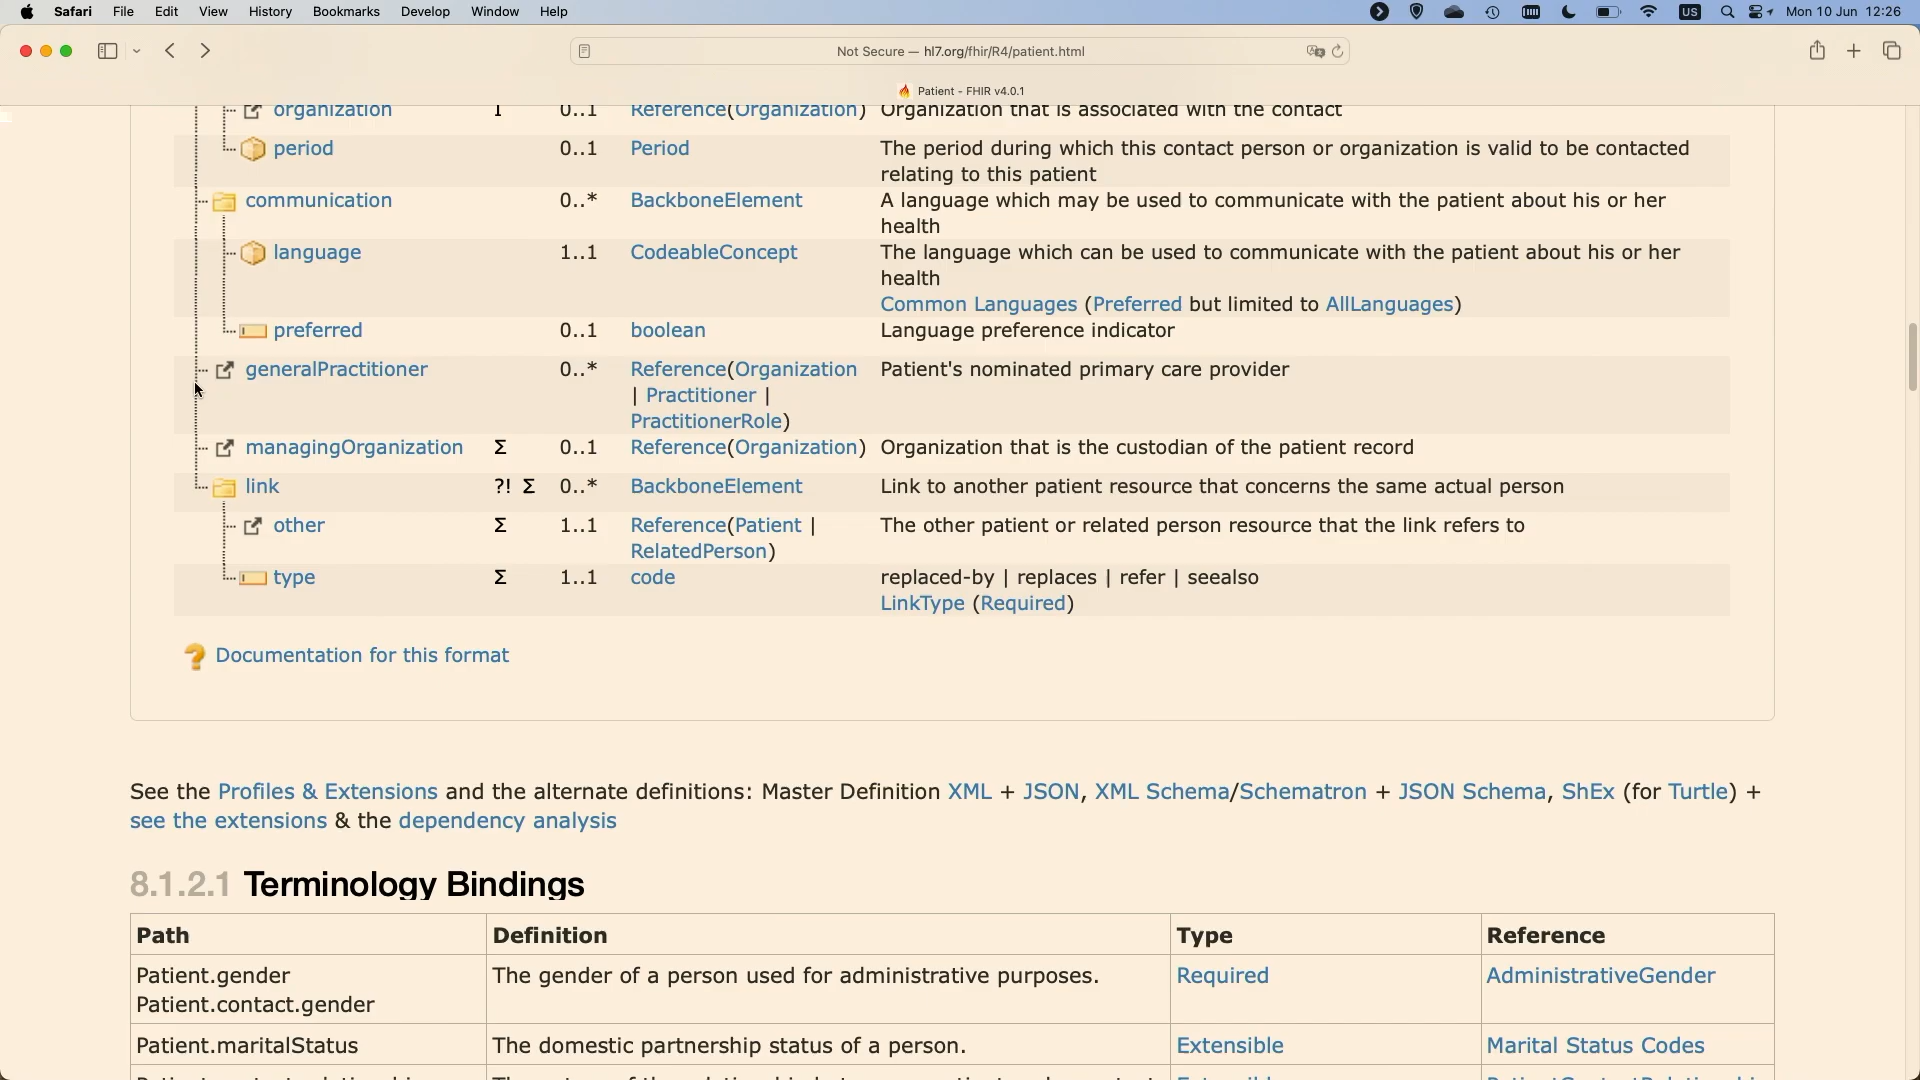 Safari File Edit View History Bookmarks Develop Window Help US Mon 10 Jun 12:26
Not Secure — hl7.org/fhir/R4/patient.html
Patient - FHIR v4.0.1
organization I 0..1 Reference(Organization) Organization that is associated with the contact
period 0..1 Period The period during which this contact person or organization is valid to be contacted
relating to this patient
communication 0..* BackboneElement A language which may be used to communicate with the patient about his or her
health
language 1..1 CodeableConcept The language which can be used to communicate with the patient about his or her
health
Common Languages (Preferred but limited to AllLanguages)
preferred 0..1 boolean Language preference indicator
generalPractitioner 0..* Reference(Organization Patient's nominated primary care provider
| Practitioner |
PractitionerRole)
managingOrganization Σ 0..1 Reference(Organization) Organization that is the custodian of the patient record
link ?! Σ 0..* BackboneElement Link to another patient resource that concerns the same actual person
other Σ 1..1 Reference(Patient | The other patient or related person resource that the link refers to
RelatedPerson)
type Σ 1..1 code replaced-by | replaces | refer | seealso
LinkType (Required)
Documentation for this format
See the Profiles & Extensions and the alternate definitions: Master Definition XML + JSON, XML Schema/Schematron + JSON Schema, ShEx (for Turtle) +
see the extensions & the dependency analysis
8.1.2.1 Terminology Bindings
Path Definition Type Reference
Patient.gender The gender of a person used for administrative purposes. Required AdministrativeGender
Patient.contact.gender
Patient.maritalStatus The domestic partnership status of a person. Extensible Marital Status Codes